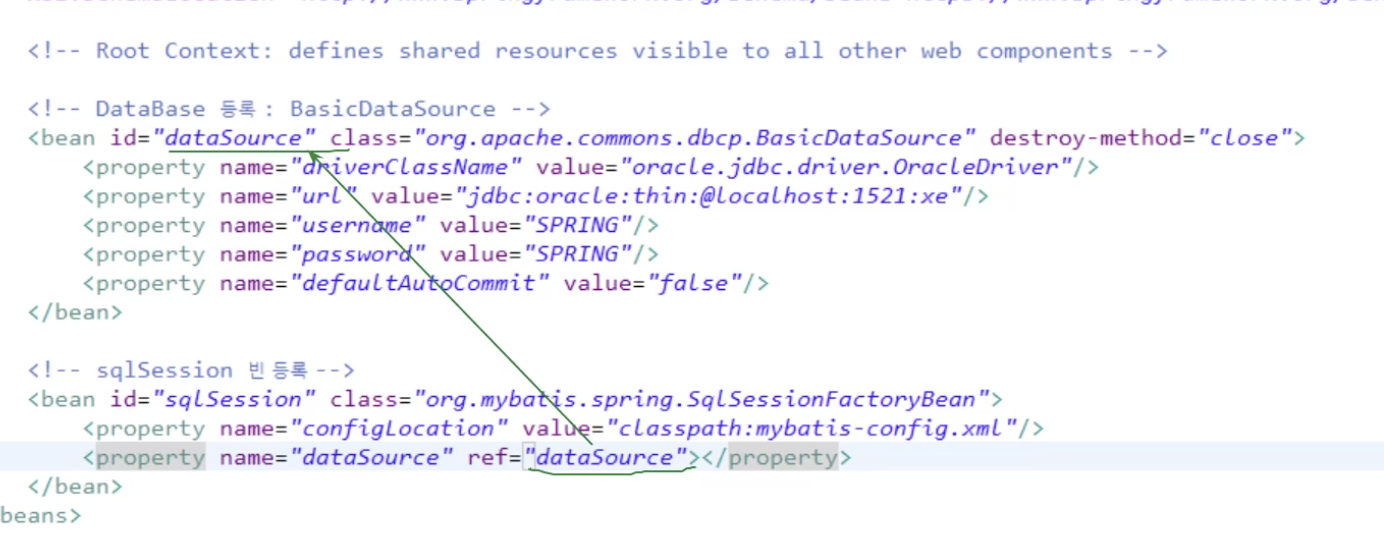 <!-- Root Context: defines shared resources visible to all other web components -->
<!-- DataBase 등록 : BasicDataSource -->
<bean id="dataSource" class="org.apache.commons.dbcp.BasicDataSource" destroy-method="close">
<property name="driverClassName" value="oracle.jdbc.driver.OracleDriver"/>
<property name="url" value="jdbc:oracle:thin:@localhost:1521:xe"/>
<property name="username" value="SPRING"/>
<property name="password" value="SPRING"/>
<property name="defaultAutoCommit" value="false"/>
</bean>
<!-- sqlSession 빈 등록 -->
<bean id="sqlSession" class="org.mybatis.spring.SqlSessionFactoryBean">
<property name="configLocation" value="classpath:mybatis-config.xml"/>
<property name="dataSource" ref="dataSource"></property>
</bean>
beans>